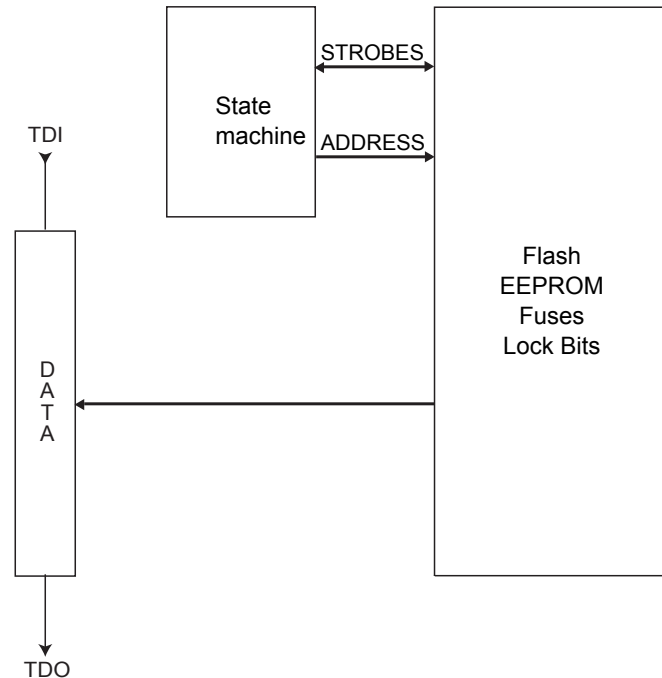 STROBES
State
machine
ADDRESS
TDI
Flash
EEPROM
Fuses
Lock Bits
D
A
T
A
TDO